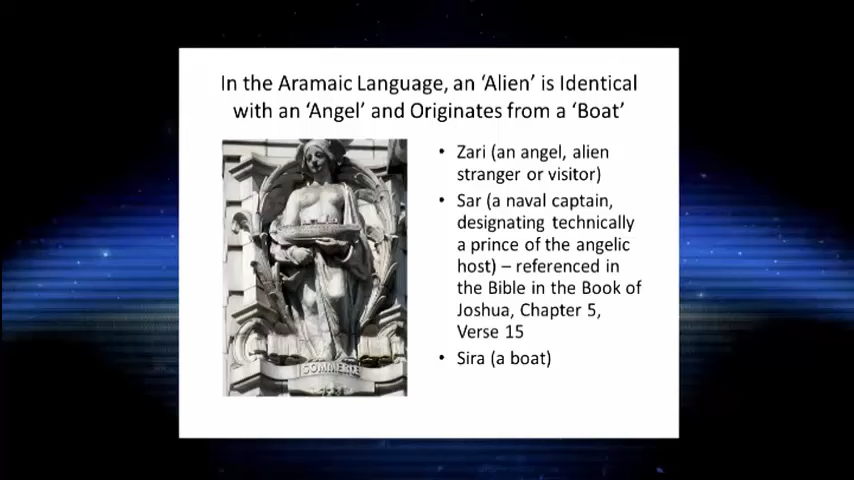 In the Aramaic Language, an ‘Alien’ is Identical
with an ‘Angel’ and Originates from a ‘Boat’
• Zari (an angel, alien
stranger or visitor)
• Sar (a naval captain,
designating technically
a prince of the angelic
host) – referenced in
the Bible in the Book of
Joshua, Chapter 5,
Verse 15
• Sira (a boat)
COMMERCE